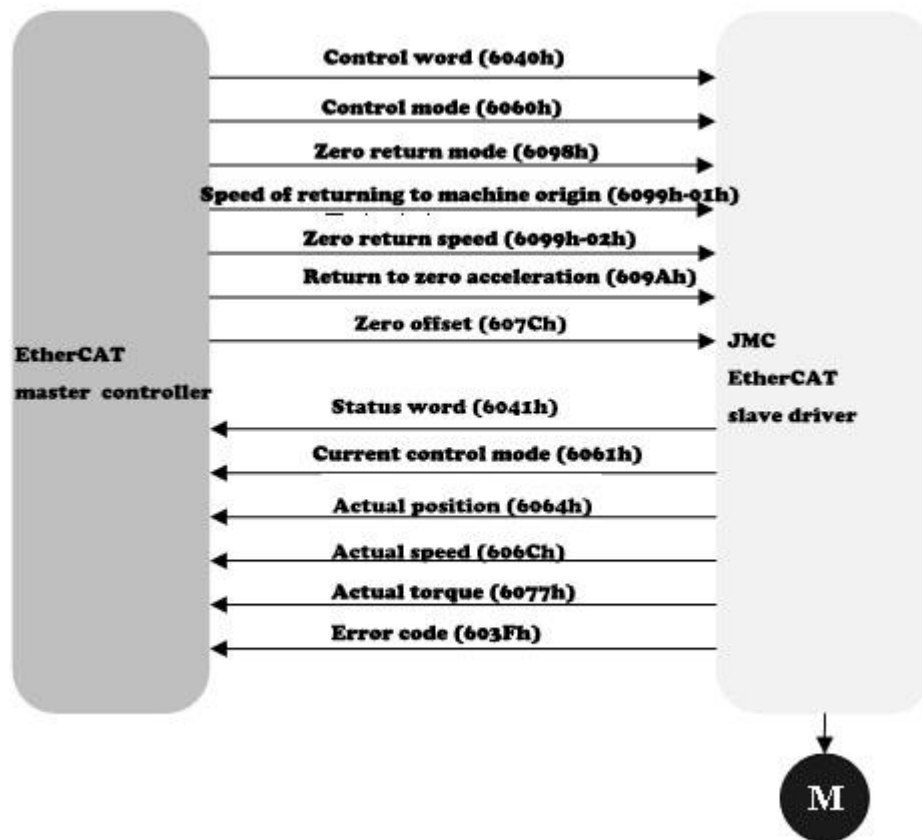 Control word (6040h)
Control mode (6060h)
Zero return mode (6098h)
Speed of returning to machine origin (6099h-01h)
Zero return speed (6099h-02h)
Return to zero acceleration (609Ah)
Zero offset (607Ch)
EtherCAT
master controller
JMC
EtherCAT
slave driver
Status word (6041h)
Current control mode (6061h)
Actual position (6064h)
Actual speed (606Ch)
Actual torque (6077h)
Error code (603Fh)
M